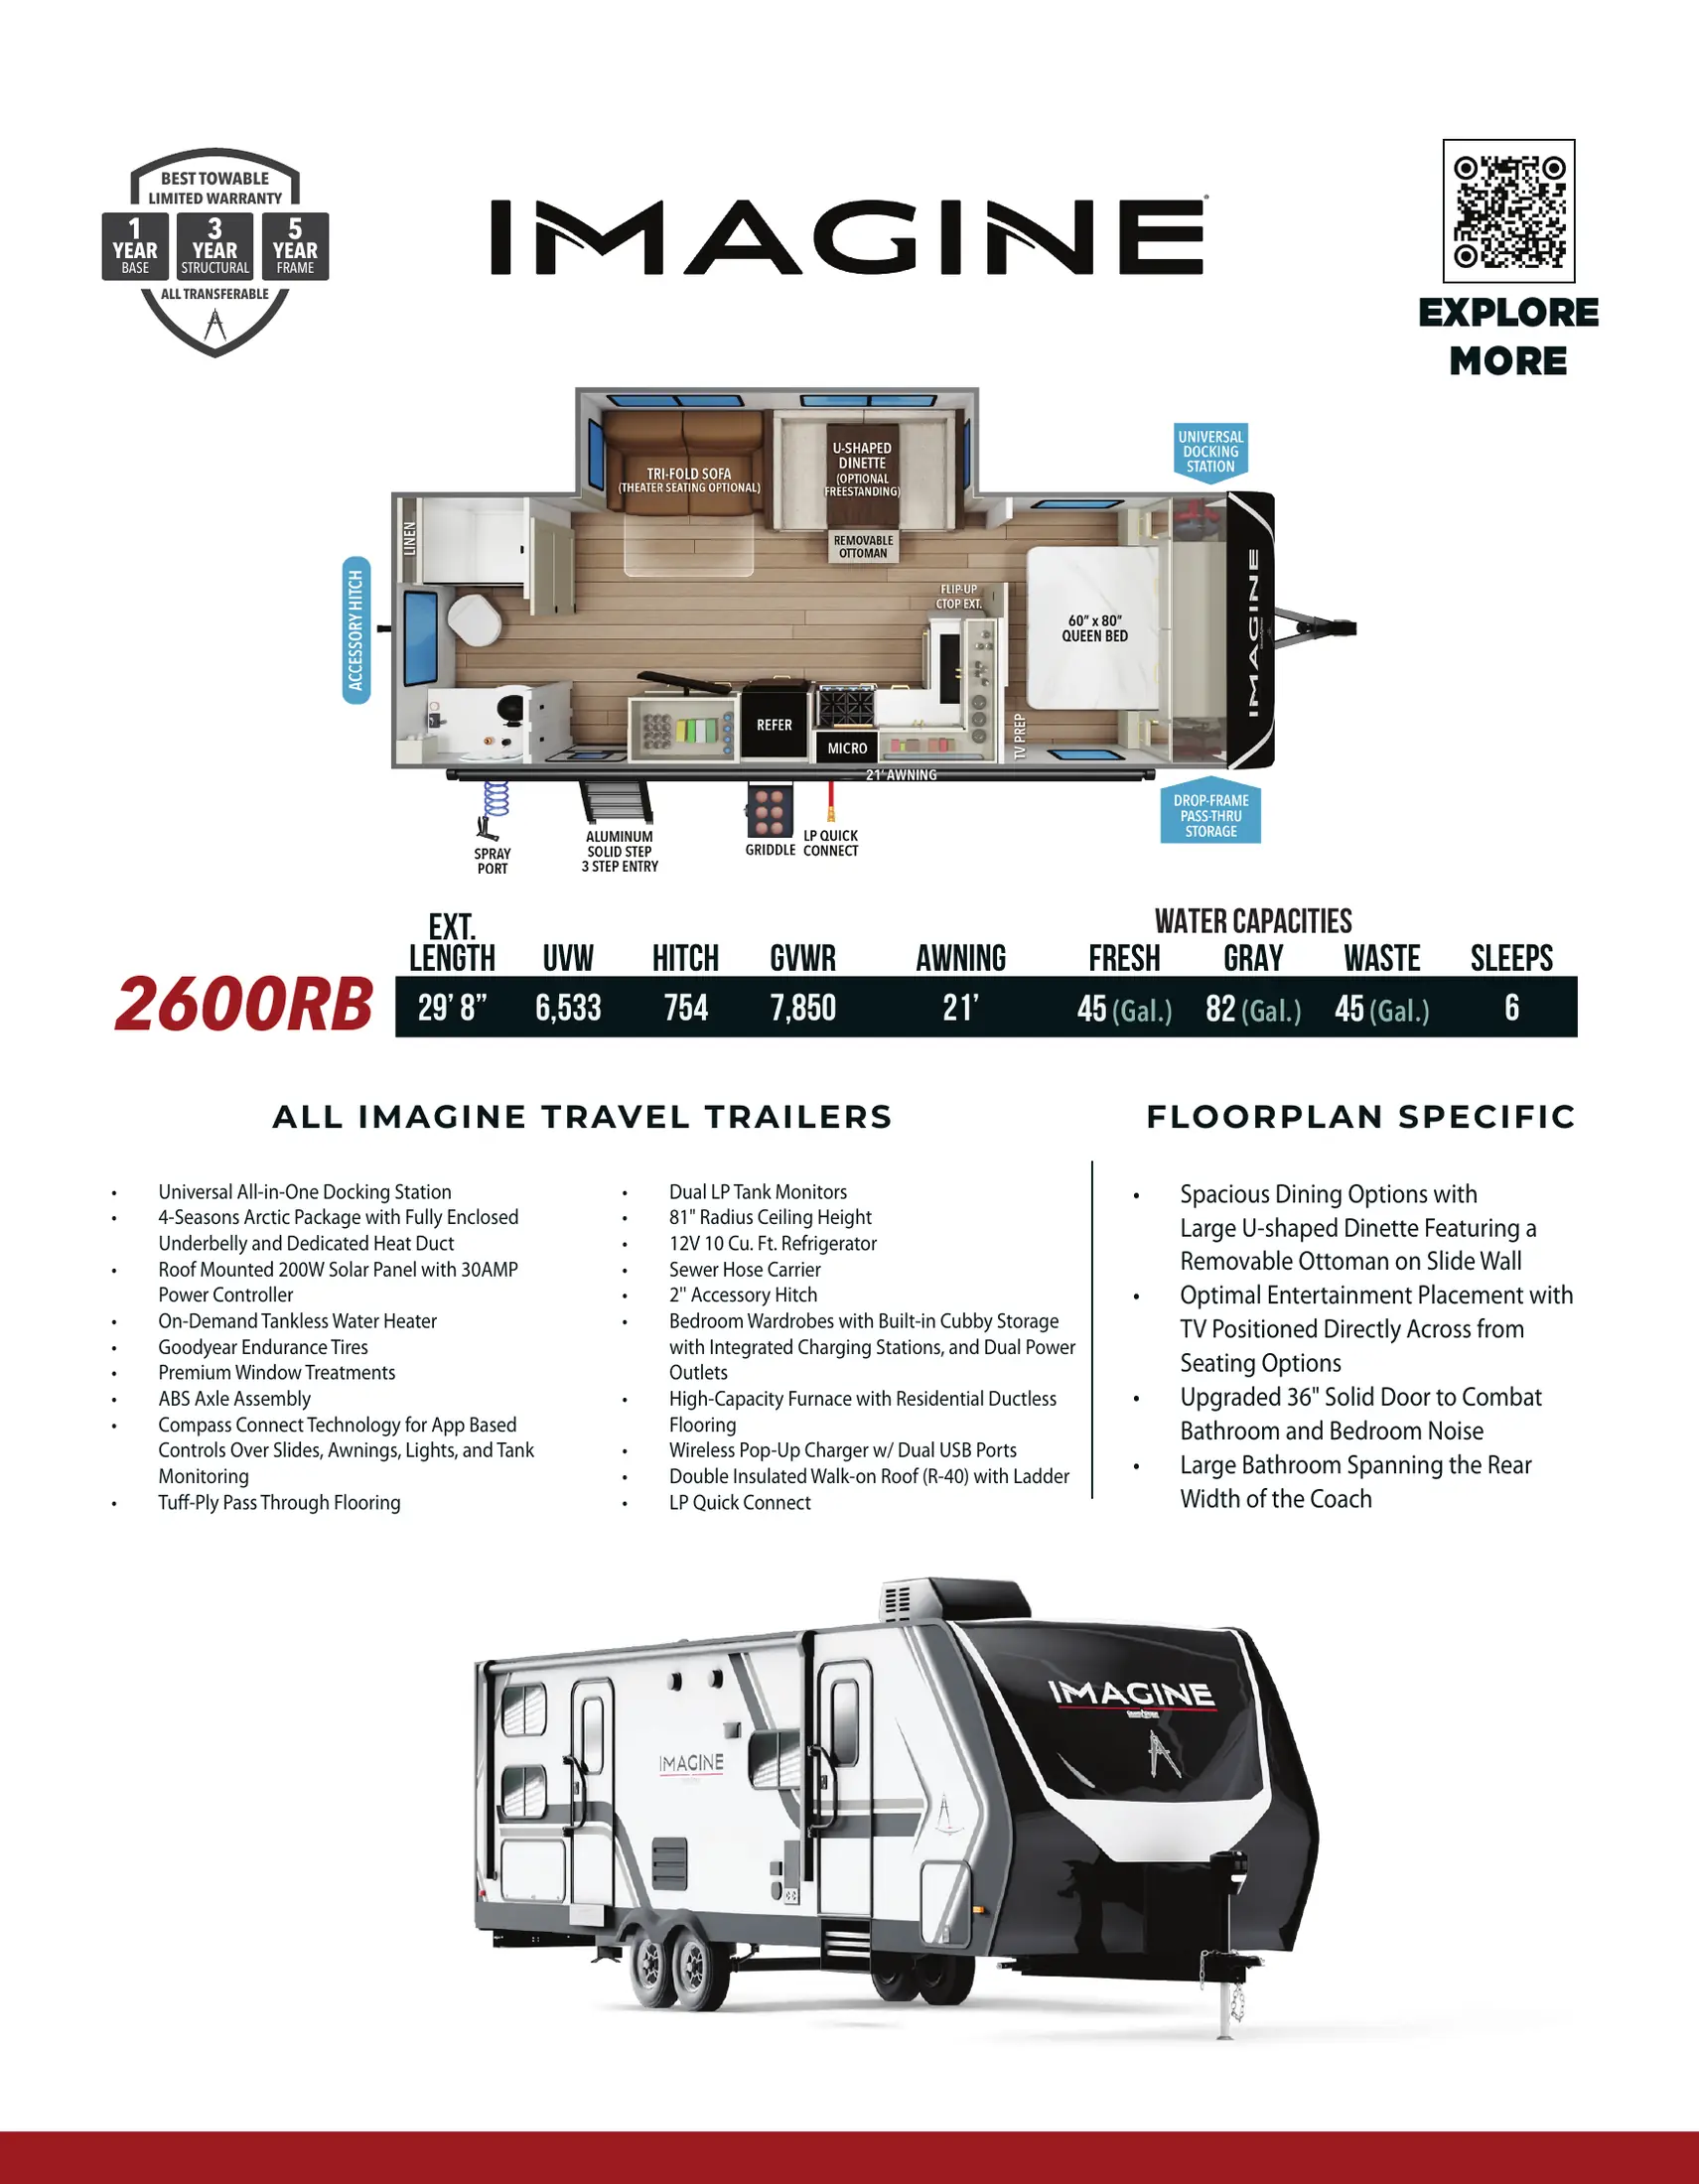 BEST TOWABLE
LIMITED WARRANTY
1 YEAR BASE
3 YEAR STRUCTURAL
5 YEAR FRAME
ALL TRANSFERABLE
IMAGINE®
EXPLORE
MORE
UNIVERSAL
DOCKING
STATION
TRI-FOLD SOFA
(THEATER SEATING OPTIONAL)
U-SHAPED
DINETTE
(OPTIONAL
FREESTANDING)
REMOVABLE
OTTOMAN
LINEN
ACCESSORY HITCH
FLIP-UP
CTOP EXT.
60” x 80”
QUEEN BED
IMAGINE
REFER
MICRO
TV PREP
21’ AWNING
DROP-FRAME
PASS-THRU
STORAGE
SPRAY
PORT
ALUMINUM
SOLID STEP
3 STEP ENTRY
GRIDDLE
LP QUICK
CONNECT
WATER CAPACITIES
EXT.
LENGTH UVW HITCH GVWR AWNING FRESH GRAY WASTE SLEEPS
2600RB 29’ 8” 6,533 754 7,850 21’ 45 (Gal.) 82 (Gal.) 45 (Gal.) 6
ALL IMAGINE TRAVEL TRAILERS
• Universal All-in-One Docking Station
• 4-Seasons Arctic Package with Fully Enclosed
Underbelly and Dedicated Heat Duct
• Roof Mounted 200W Solar Panel with 30AMP
Power Controller
• On-Demand Tankless Water Heater
• Goodyear Endurance Tires
• Premium Window Treatments
• ABS Axle Assembly
• Compass Connect Technology for App Based
Controls Over Slides, Awnings, Lights, and Tank
Monitoring
• Tuff-Ply Pass Through Flooring
• Dual LP Tank Monitors
• 81" Radius Ceiling Height
• 12V 10 Cu. Ft. Refrigerator
• Sewer Hose Carrier
• 2" Accessory Hitch
• Bedroom Wardrobes with Built-in Cubby Storage
with Integrated Charging Stations, and Dual Power
Outlets
• High-Capacity Furnace with Residential Ductless
Flooring
• Wireless Pop-Up Charger w/ Dual USB Ports
• Double Insulated Walk-on Roof (R-40) with Ladder
• LP Quick Connect
FLOORPLAN SPECIFIC
• Spacious Dining Options with
Large U-shaped Dinette Featuring a
Removable Ottoman on Slide Wall
• Optimal Entertainment Placement with
TV Positioned Directly Across from
Seating Options
• Upgraded 36" Solid Door to Combat
Bathroom and Bedroom Noise
• Large Bathroom Spanning the Rear
Width of the Coach
IMAGINE
IMAGINE